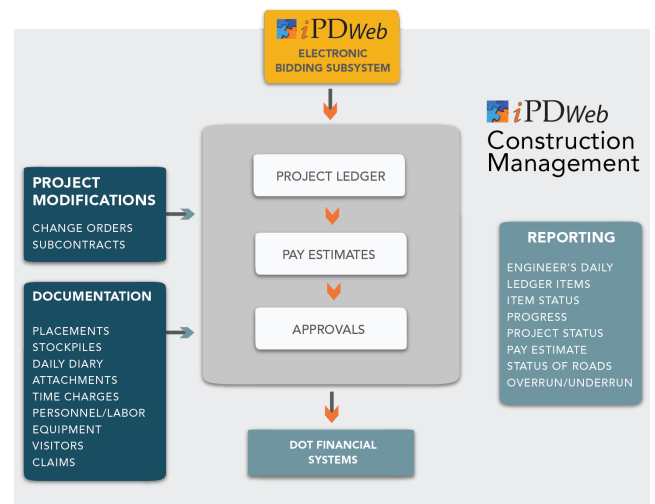 iPDWeb
ELECTRONIC
BIDDING SUBSYSTEM
iPDWeb
Construction
Management
PROJECT
MODIFICATIONS
CHANGE ORDERS
SUBCONTRACTS
DOCUMENTATION
PLACEMENTS
STOCKPILES
DAILY DIARY
ATTACHMENTS
TIME CHARGES
PERSONNEL/LABOR
EQUIPMENT
VISITORS
CLAIMS
PROJECT LEDGER
PAY ESTIMATES
APPROVALS
DOT FINANCIAL
SYSTEMS
REPORTING
ENGINEER'S DAILY
LEDGER ITEMS
ITEM STATUS
PROGRESS
PROJECT STATUS
PAY ESTIMATE
STATUS OF ROADS
OVERRUN/UNDERRUN